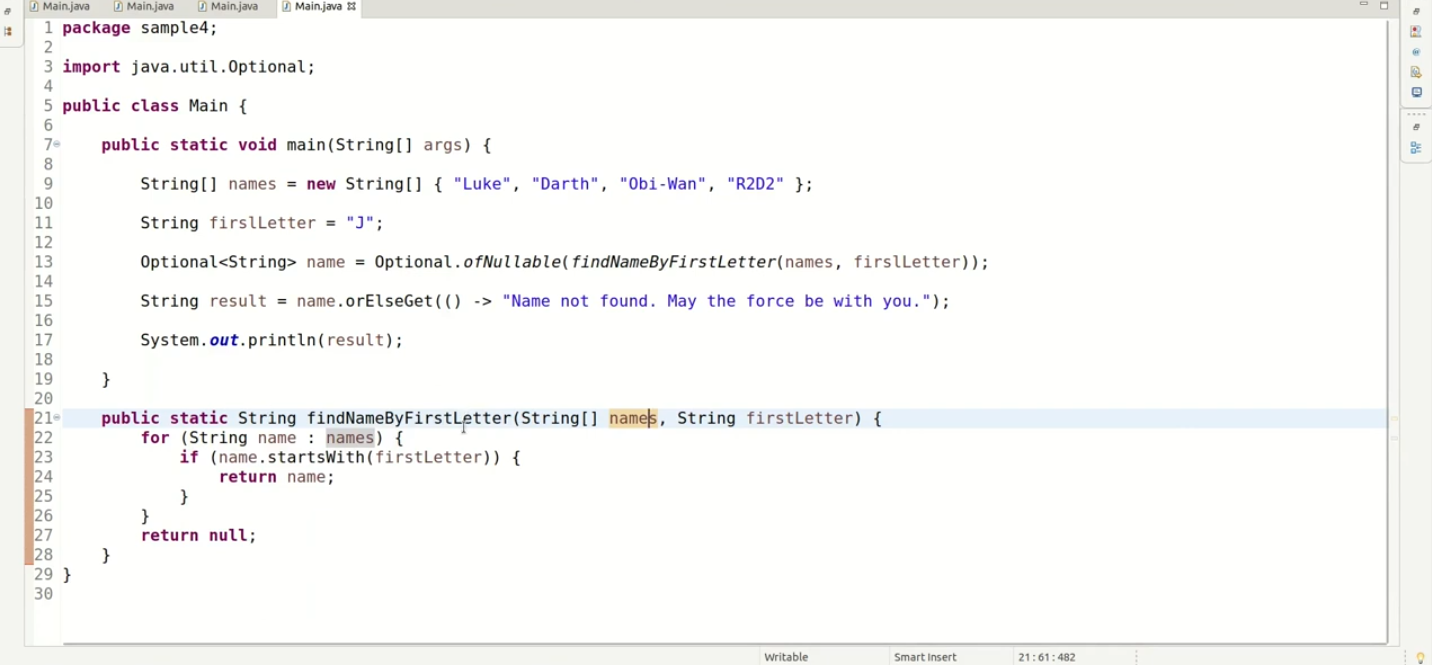 Main.java Main.java Main.java Main.java
1 package sample4;
2
3 import java.util.Optional;
4
5 public class Main {
6
7 public static void main(String[] args) {
8
9 String[] names = new String[] { "Luke", "Darth", "Obi-Wan", "R2D2" };
10
11 String firslLetter = "J";
12
13 Optional<String> name = Optional.ofNullable(findNameByFirstLetter(names, firslLetter));
14
15 String result = name.orElseGet(() -> "Name not found. May the force be with you.");
16
17 System.out.println(result);
18
19 }
20
21 public static String findNameByFirstLetter(String[] names, String firstLetter) {
22 for (String name : names) {
23 if (name.startsWith(firstLetter)) {
24 return name;
25 }
26 }
27 return null;
28 }
29 }
30
Writable Smart Insert 21:61:482